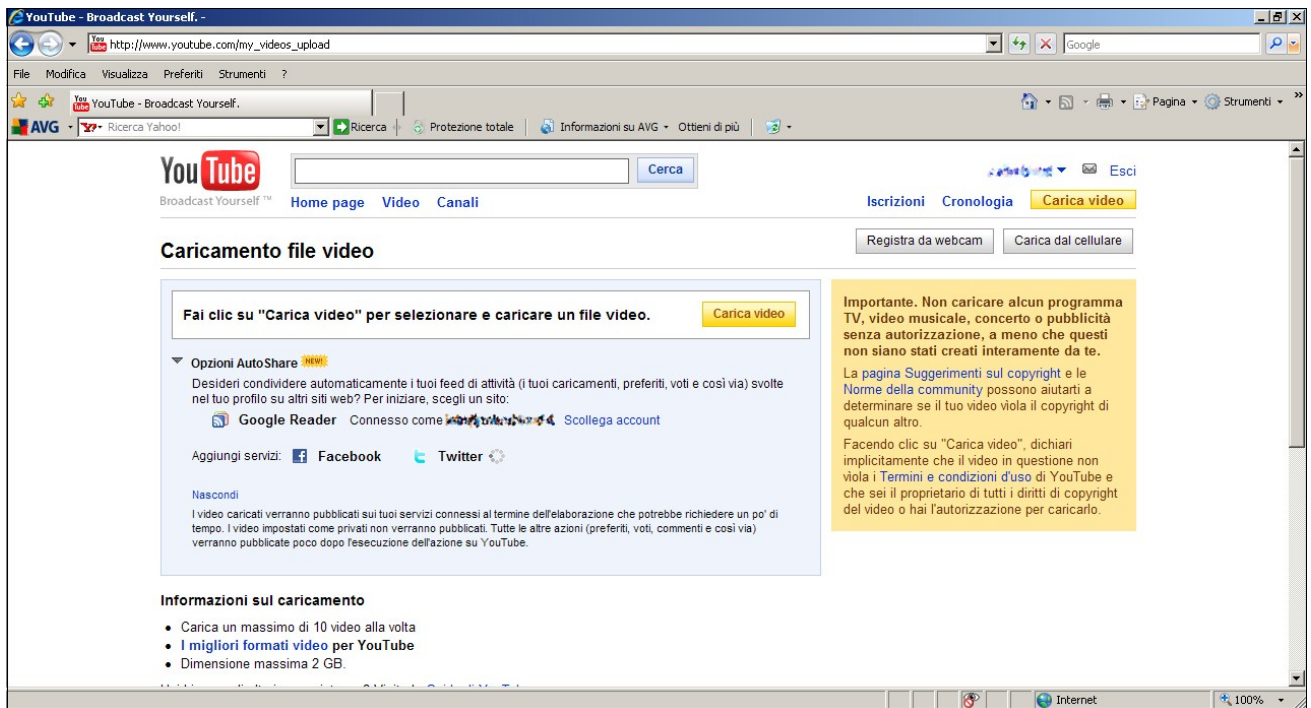 YouTube - Broadcast Yourself. -
http://www.youtube.com/my_videos_upload
Google
File Modifica Visualizza Preferiti Strumenti ?
YouTube - Broadcast Yourself.
Pagina
Strumenti
»
AVG
Y?
Ricerca Yahoo!
Ricerca
Protezione totale
Informazioni su AVG
Ottieni di più
You Tube
Cerca
Esci
Broadcast Yourself ™
Home page Video Canali
Iscrizioni Cronologia Carica video
Caricamento file video
Registra da webcam
Carica dal cellulare
Fai clic su "Carica video" per selezionare e caricare un file video.
Carica video
Opzioni AutoShare NEW!
Desideri condividere automaticamente i tuoi feed di attività (i tuoi caricamenti, preferiti, voti e così via) svolte
nel tuo profilo su altri siti web? Per iniziare, scegli un sito:
Google Reader Connesso come
Scollega account
Aggiungi servizi: Facebook Twitter
Nascondi
I video caricati verranno pubblicati sui tuoi servizi connessi al termine dell'elaborazione che potrebbe richiedere un po' di
tempo. I video impostati come privati non verranno pubblicati. Tutte le altre azioni (preferiti, voti, commenti e così via)
verranno pubblicate poco dopo l'esecuzione dell'azione su YouTube.
Importante. Non caricare alcun programma
TV, video musicale, concerto o pubblicità
senza autorizzazione, a meno che questi
non siano stati creati interamente da te.
La pagina Suggerimenti sul copyright e le
Norme della community possono aiutarti a
determinare se il tuo video viola il copyright di
qualcun altro.
Facendo clic su "Carica video", dichiari
implicitamente che il video in questione non
viola i Termini e condizioni d'uso di YouTube e
che sei il proprietario di tutti i diritti di copyright
del video o hai l'autorizzazione per caricarlo.
Informazioni sul caricamento
• Carica un massimo di 10 video alla volta
• I migliori formati video per YouTube
• Dimensione massima 2 GB.
Internet
100%